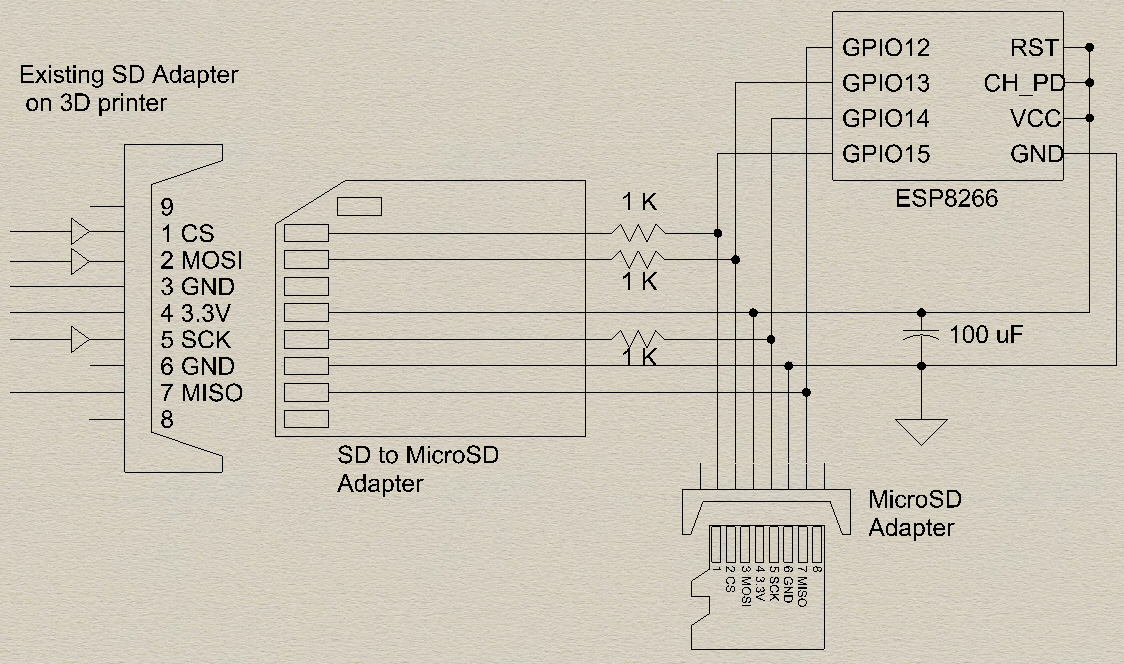 Existing SD Adapter
on 3D printer
9
1 CS
2 MOSI
3 GND
4 3.3V
5 SCK
6 GND
7 MISO
8
SD to MicroSD
Adapter
1 K
1 K
1 K
GPIO12
GPIO13
GPIO14
GPIO15
RST
CH_PD
VCC
GND
ESP8266
100 uF
MicroSD
Adapter
1
2 CS
3 MOSI
4 3.3V
5 SCK
6 GND
7 MISO
8